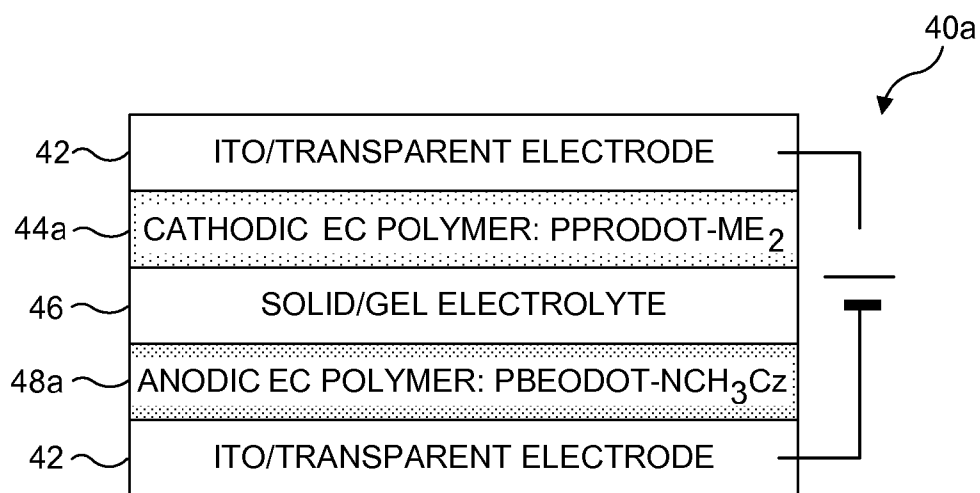 40a
42 ITO/TRANSPARENT ELECTRODE
44a CATHODIC EC POLYMER: PPRODOT-ME₂
46 SOLID/GEL ELECTROLYTE
48a ANODIC EC POLYMER: PBEODOT-NCH₃Cz
42 ITO/TRANSPARENT ELECTRODE